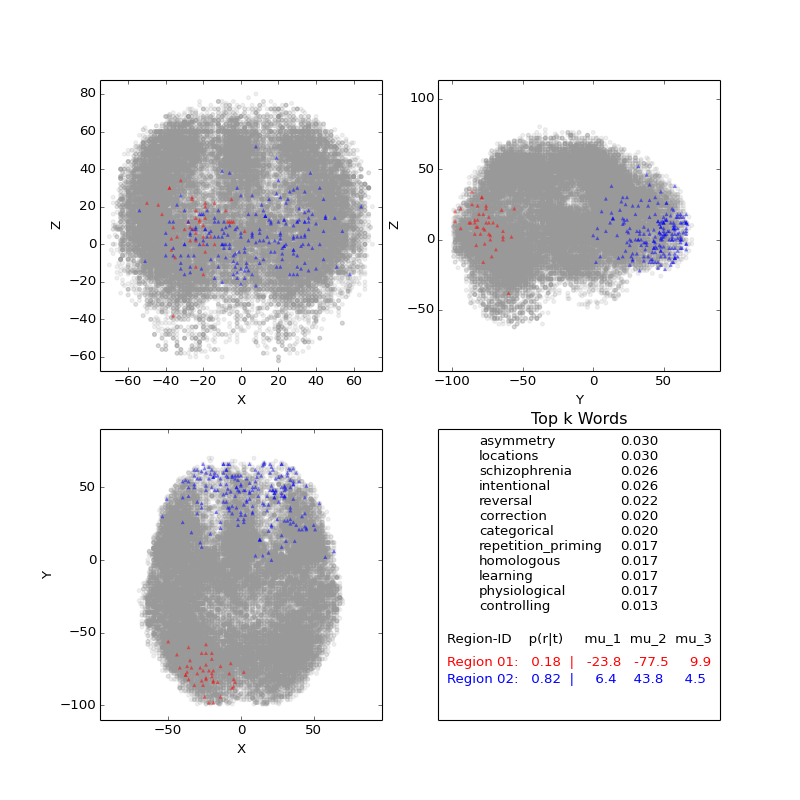 80
60
40
20
0
−20
−40
−60
Z
−60 −40 −20 0 20 40 60
X
100
50
0
−50
Z
−100 −50 0 50
Y
50
0
−50
−100
Y
−50 0 50
X
Top k Words
asymmetry 0.030
locations 0.030
schizophrenia 0.026
intentional 0.026
reversal 0.022
correction 0.020
categorical 0.020
repetition_priming 0.017
homologous 0.017
learning 0.017
physiological 0.017
controlling 0.013
Region-ID p(r|t) mu_1 mu_2 mu_3
Region 01: 0.18 | -23.8 -77.5 9.9
Region 02: 0.82 | 6.4 43.8 4.5